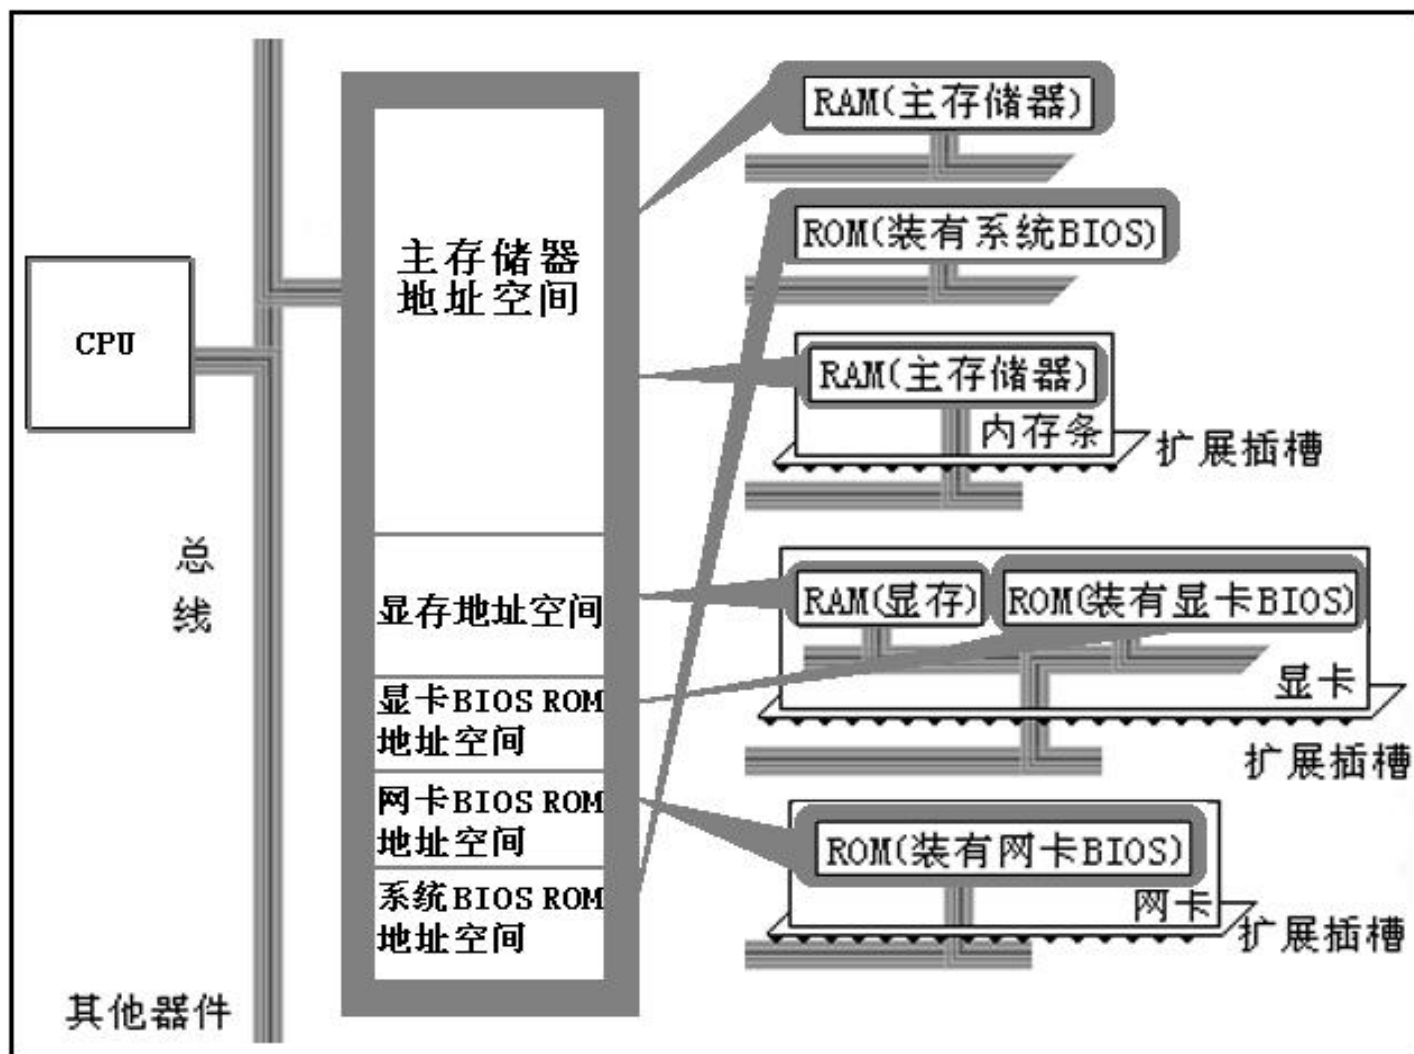 CPU
总
线
其他器件
主存储器
地址空间
显存地址空间
显卡BIOS ROM
地址空间
网卡BIOS ROM
地址空间
系统BIOS ROM
地址空间
RAM(主存储器)
ROM(装有系统BIOS)
RAM(主存储器)
内存条
扩展插槽
RAM(显存)
ROM(装有显卡BIOS)
显卡
扩展插槽
ROM(装有网卡BIOS)
网卡
扩展插槽